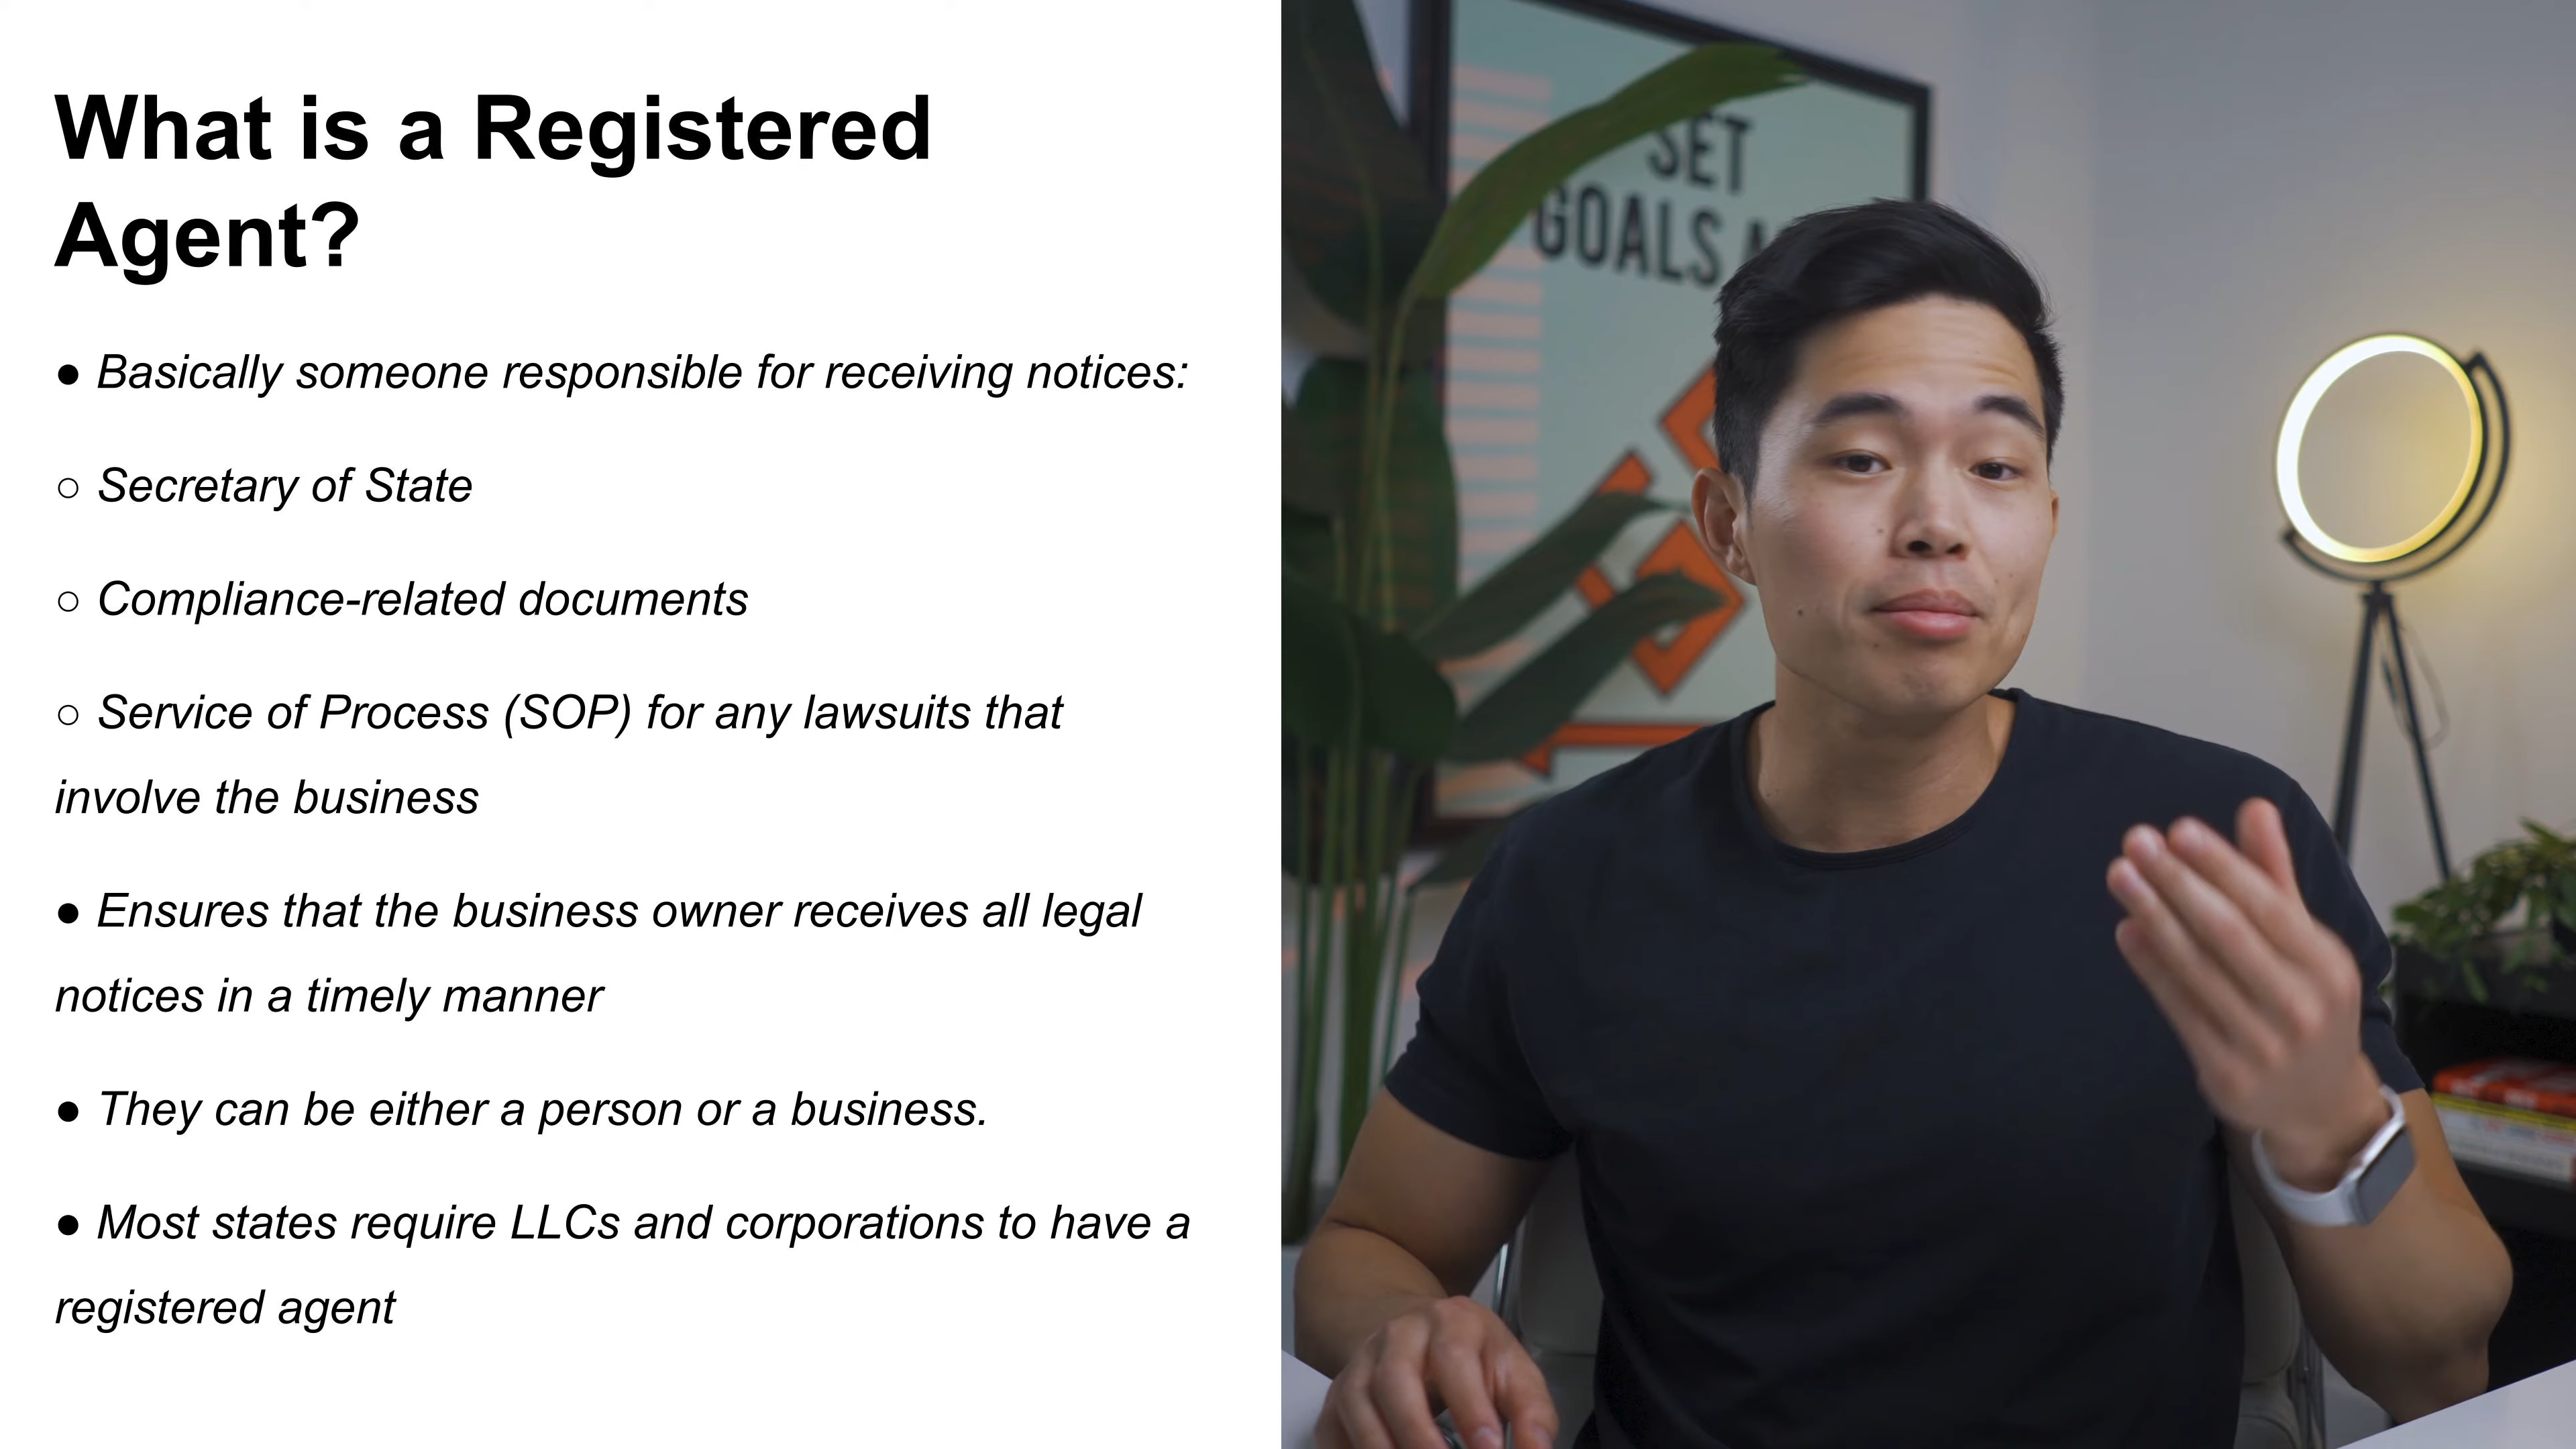 What is a Registered
Agent?
● Basically someone responsible for receiving notices:
○ Secretary of State
○ Compliance-related documents
○ Service of Process (SOP) for any lawsuits that
involve the business
● Ensures that the business owner receives all legal
notices in a timely manner
● They can be either a person or a business.
● Most states require LLCs and corporations to have a
registered agent
SET
GOALS